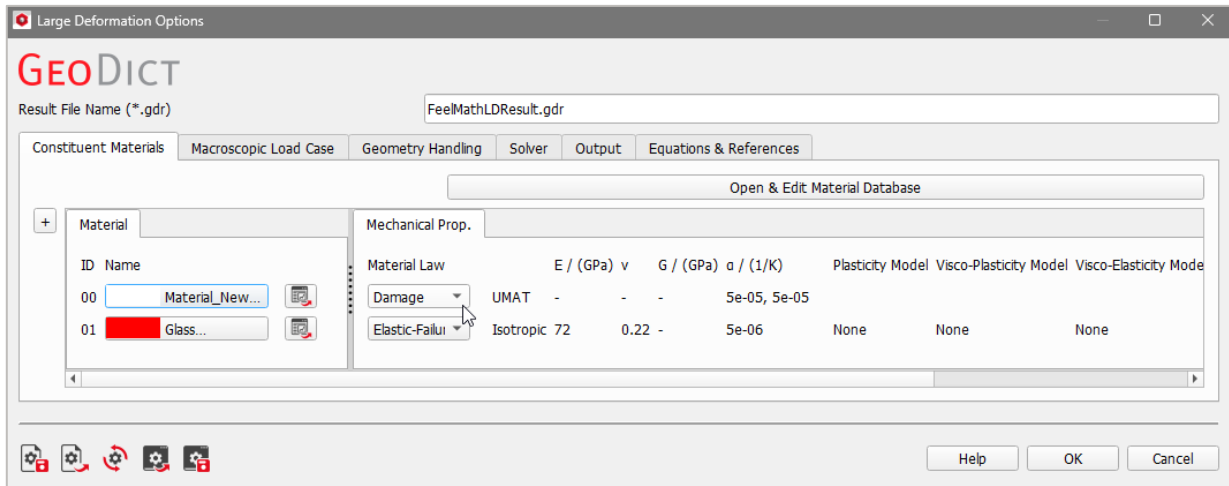 Large Deformation Options
GEODICT
Result File Name (*.gdr) FeelMathLDResult.gdr
Constituent Materials Macroscopic Load Case Geometry Handling Solver Output Equations & References
Open & Edit Material Database
+ Material Mechanical Prop.
ID Name Material Law E / (GPa) ν G / (GPa) α / (1/K) Plasticity Model Visco-Plasticity Model Visco-Elasticity Mode
00 Material_New... Damage UMAT - - - 5e-05, 5e-05
01 Glass... Elastic-Failur Isotropic 72 0.22 - 5e-06 None None None
Help OK Cancel